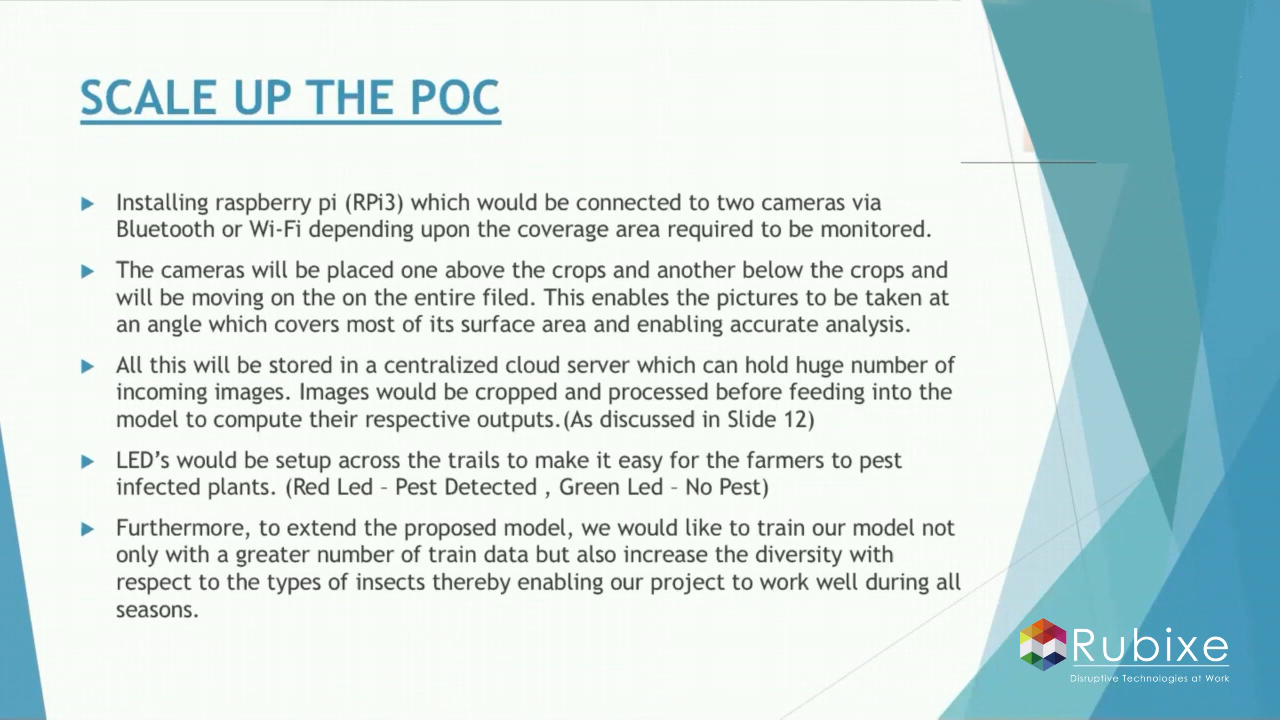 SCALE UP THE POC
Installing raspberry pi (RPi3) which would be connected to two cameras via
Bluetooth or Wi-Fi depending upon the coverage area required to be monitored.
The cameras will be placed one above the crops and another below the crops and
will be moving on the on the entire filed. This enables the pictures to be taken at
an angle which covers most of its surface area and enabling accurate analysis.
All this will be stored in a centralized cloud server which can hold huge number of
incoming images. Images would be cropped and processed before feeding into the
model to compute their respective outputs.(As discussed in Slide 12)
LED’s would be setup across the trails to make it easy for the farmers to pest
infected plants. (Red Led – Pest Detected , Green Led – No Pest)
Furthermore, to extend the proposed model, we would like to train our model not
only with a greater number of train data but also increase the diversity with
respect to the types of insects thereby enabling our project to work well during all
seasons.
Rubixe
Disruptive Technologies at Work